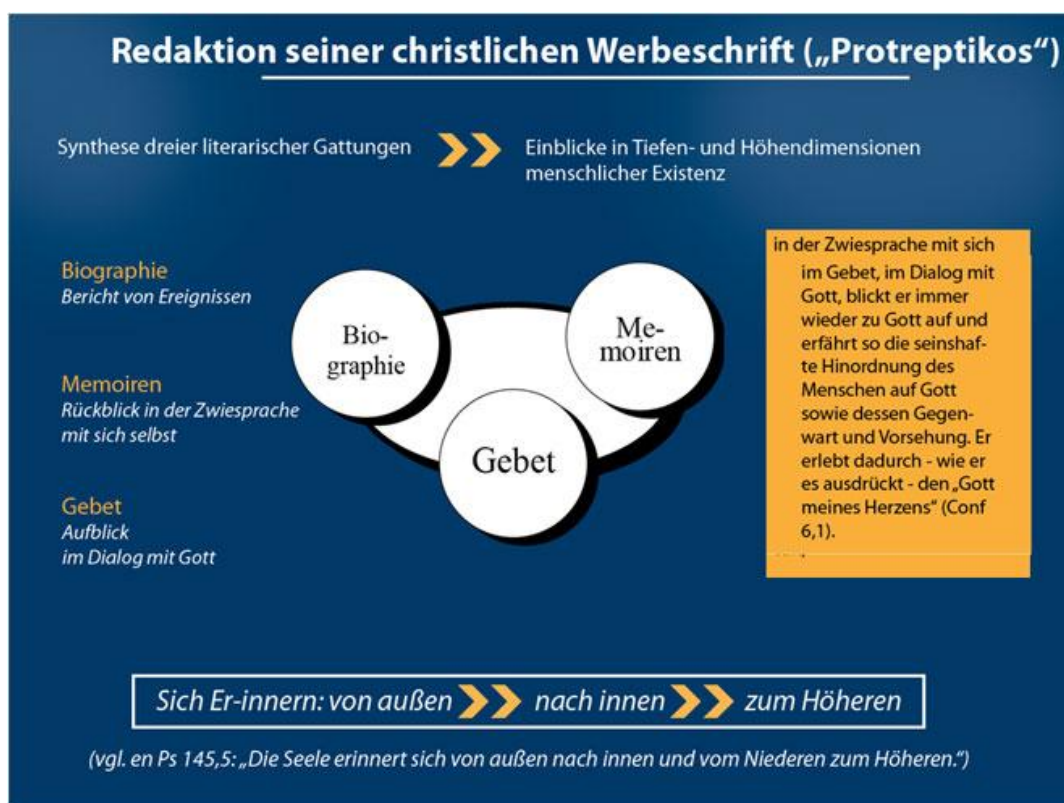 Redaktion seiner christlichen Werbeschrift („Protreptikos“)
Synthese dreier literarischer Gattungen
Einblicke in Tiefen- und Höhendimensionen
menschlicher Existenz
Biographie
Bericht von Ereignissen
Memoiren
Rückblick in der Zwiesprache
mit sich selbst
Gebet
Aufblick
im Dialog mit Gott
Bio-
graphie
Me-
moiren
Gebet
in der Zwiesprache mit sich
im Gebet, im Dialog mit
Gott, blickt er immer
wieder zu Gott auf und
erfährt so die seinshaf-
te Hinordnung des
Menschen auf Gott
sowie dessen Gegen-
wart und Vorsehung. Er
erlebt dadurch - wie er
es ausdrückt - den „Gott
meines Herzens“ (Conf
6,1).
Sich Er-innern: von außen nach innen zum Höheren
(vgl. en Ps 145,5: „Die Seele erinnert sich von außen nach innen und vom Niederen zum Höheren.“)